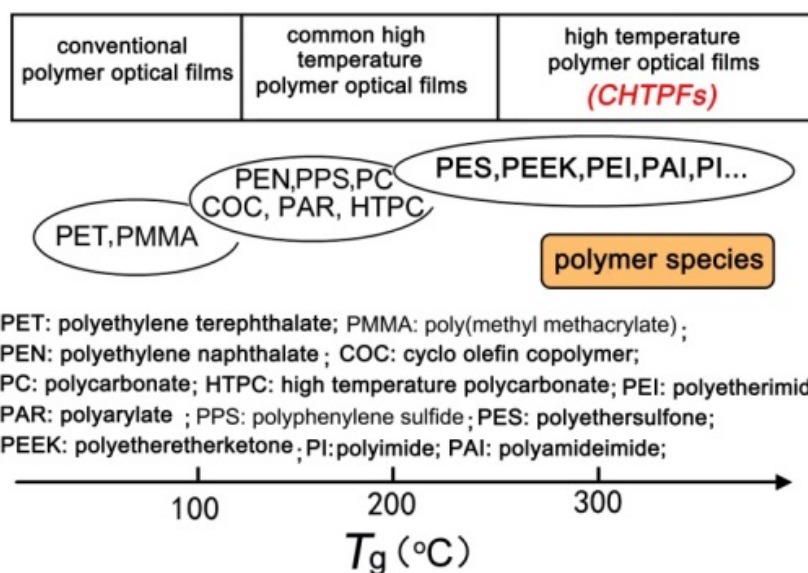 conventional
polymer optical films
common high
temperature
polymer optical films
high temperature
polymer optical films
(CHTPFs)
PET,PMMA
PEN,PPS,PC
COC, PAR, HTPC
PES,PEEK,PEI,PAI,PI...
polymer species
PET: polyethylene terephthalate; PMMA: poly(methyl methacrylate) ;
PEN: polyethylene naphthalate ; COC: cyclo olefin copolymer;
PC: polycarbonate; HTPC: high temperature polycarbonate; PEI: polyetherimid
PAR: polyarylate ; PPS: polyphenylene sulfide ; PES: polyethersulfone;
PEEK: polyetheretherketone ; PI:polyimide; PAI: polyamideimide;
100 200 300
Tg (°C)